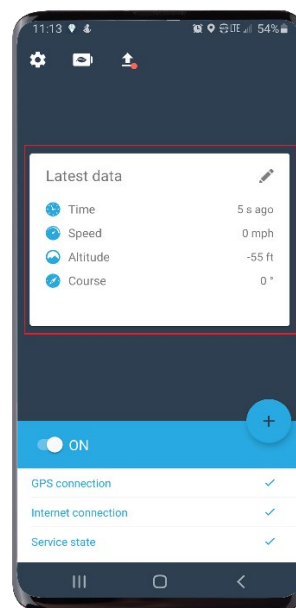 11:13 LTE 54%
Latest data
Time 5 s ago
Speed 0 mph
Altitude -55 ft
Course 0 °
ON
GPS connection
Internet connection
Service state